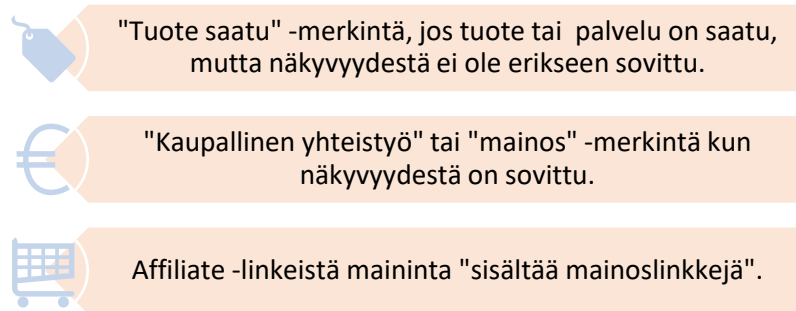 "Tuote saatu" -merkintä, jos tuote tai palvelu on saatu,
mutta näkyvyydestä ei ole erikseen sovittu.
"Kaupallinen yhteistyö" tai "mainos" -merkintä kun
näkyvyydestä on sovittu.
Affiliate -linkeistä maininta "sisältää mainoslinkkejä".